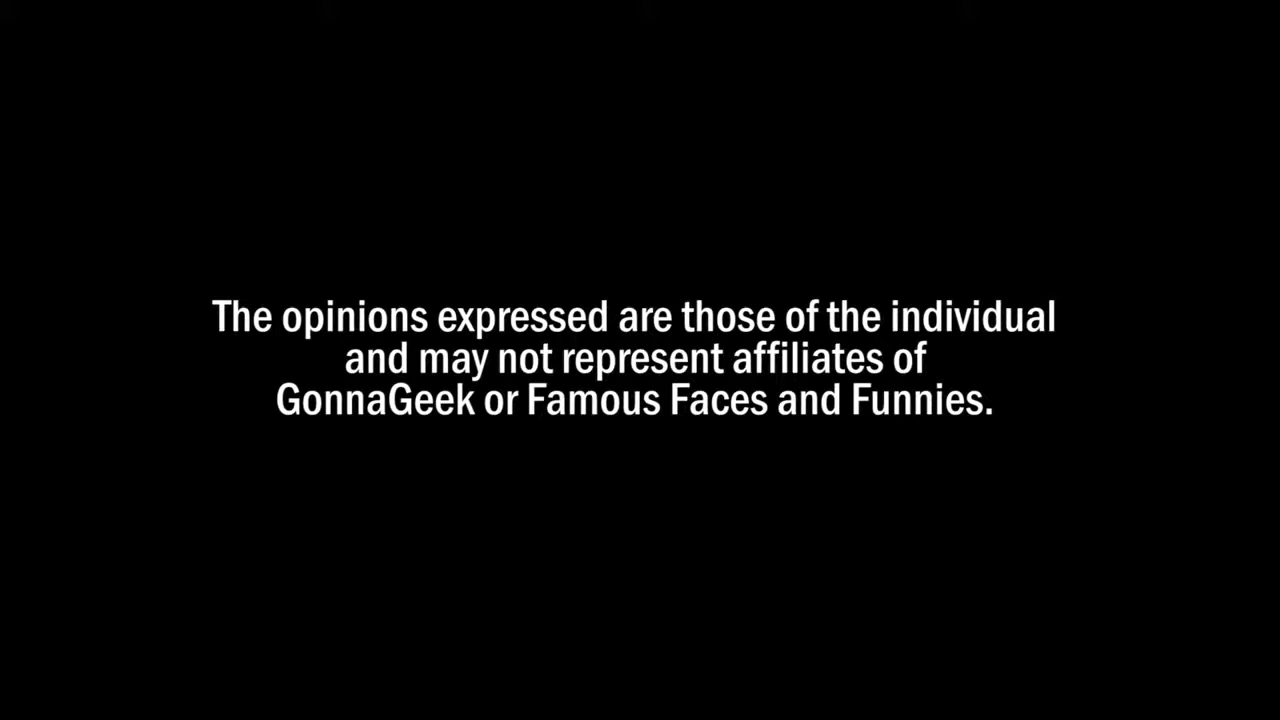 The opinions expressed are those of the individual
and may not represent affiliates of
GonnaGeek or Famous Faces and Funnies.